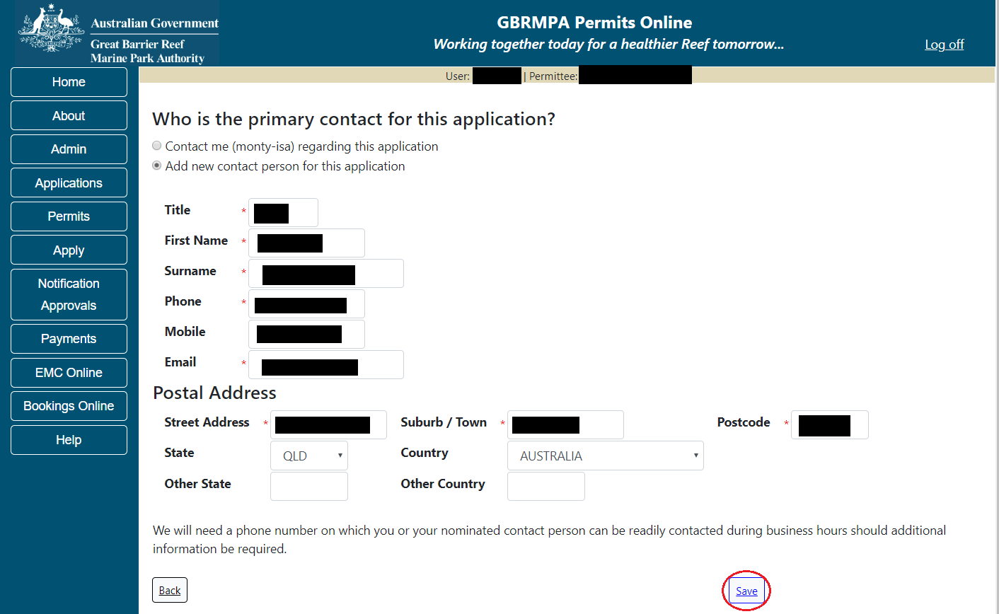 Australian Government
Great Barrier Reef
Marine Park Authority
GBRMPA Permits Online
Working together today for a healthier Reef tomorrow...
Log off
Home
About
Admin
Applications
Permits
Apply
Notification
Approvals
Payments
EMC Online
Bookings Online
Help
User: | Permittee:
Who is the primary contact for this application?
Contact me (monty-isa) regarding this application
Add new contact person for this application
Title *
First Name *
Surname *
Phone *
Mobile
Email *
Postal Address
Street Address * Suburb / Town * Postcode *
State QLD Country AUSTRALIA
Other State Other Country
We will need a phone number on which you or your nominated contact person can be readily contacted during business hours should additional
information be required.
Back Save